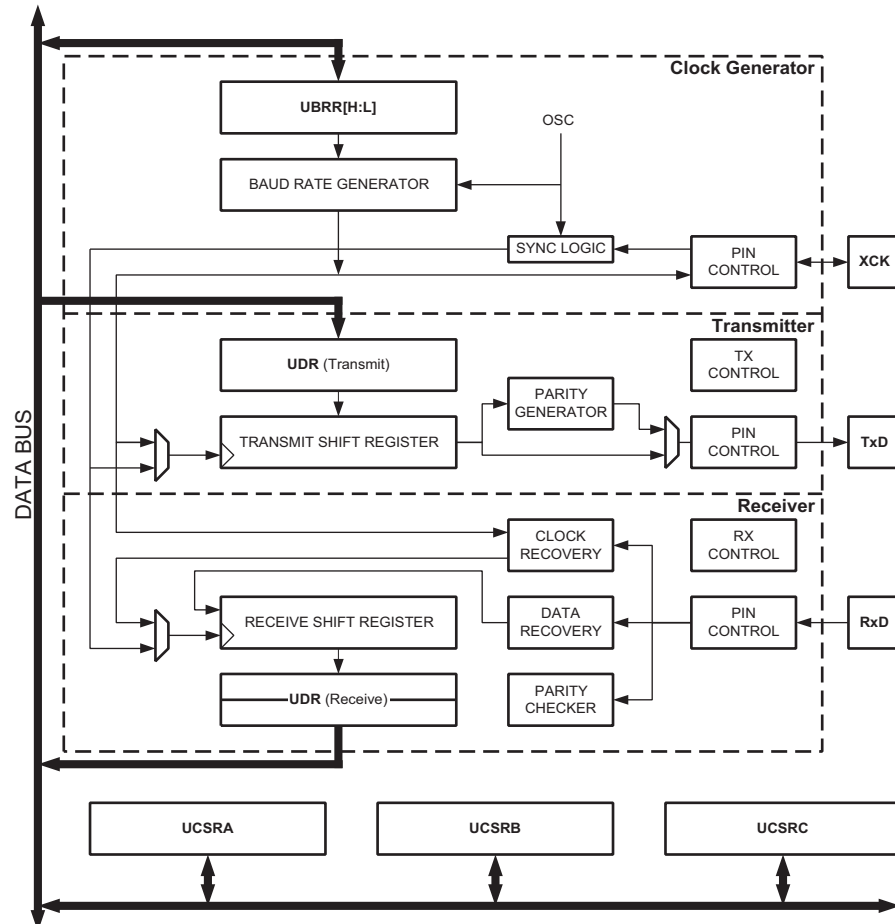 Clock Generator
UBRR[H:L]
OSC
BAUD RATE GENERATOR
SYNC LOGIC
PIN
CONTROL
XCK
Transmitter
UDR (Transmit)
TX
CONTROL
PARITY
GENERATOR
TRANSMIT SHIFT REGISTER
PIN
CONTROL
TxD
DATA BUS
Receiver
CLOCK
RECOVERY
RX
CONTROL
RECEIVE SHIFT REGISTER
DATA
RECOVERY
PIN
CONTROL
RxD
UDR (Receive)
PARITY
CHECKER
UCSRA
UCSRB
UCSRC